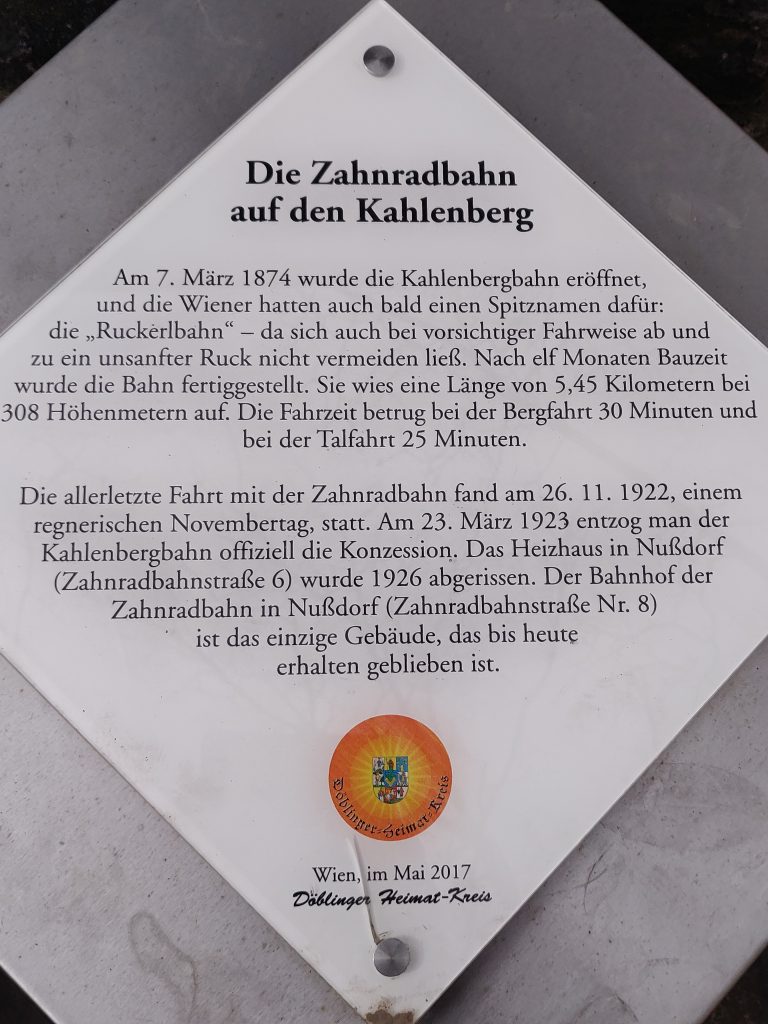 Die Zahnradbahn
auf den Kahlenberg
Am 7. März 1874 wurde die Kahlenbergbahn eröffnet,
und die Wiener hatten auch bald einen Spitznamen dafür:
die „Ruckerlbahn“ – da sich auch bei vorsichtiger Fahrweise ab und
zu ein unsanfter Ruck nicht vermeiden ließ. Nach elf Monaten Bauzeit
wurde die Bahn fertiggestellt. Sie wies eine Länge von 5,45 Kilometern bei
308 Höhenmetern auf. Die Fahrzeit betrug bei der Bergfahrt 30 Minuten und
bei der Talfahrt 25 Minuten.
Die allerletzte Fahrt mit der Zahnradbahn fand am 26. 11. 1922, einem
regnerischen Novembertag, statt. Am 23. März 1923 entzog man der
Kahlenbergbahn offiziell die Konzession. Das Heizhaus in Nußdorf
(Zahnradbahnstraße 6) wurde 1926 abgerissen. Der Bahnhof der
Zahnradbahn in Nußdorf (Zahnradbahnstraße Nr. 8)
ist das einzige Gebäude, das bis heute
erhalten geblieben ist.
Döblinger-Heimat-Kreis
Wien, im Mai 2017
Döblinger Heimat-Kreis